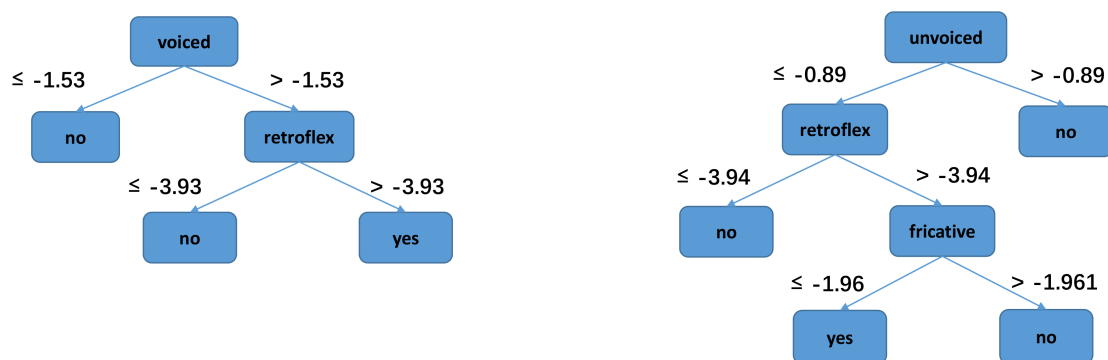 voiced
≤ -1.53
> -1.53
no
retroflex
≤ -3.93
> -3.93
no
yes
unvoiced
≤ -0.89
> -0.89
retroflex
no
≤ -3.94
> -3.94
no
fricative
≤ -1.96
> -1.961
yes
no